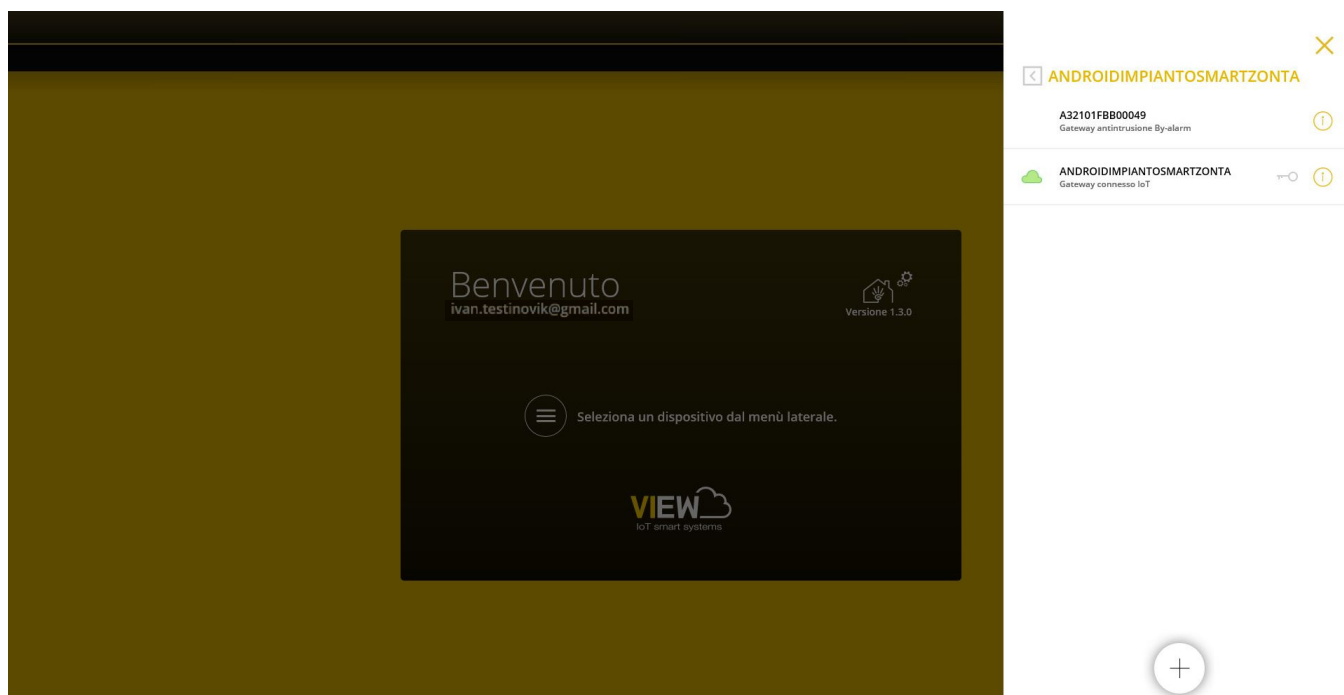 ANDROIDIMPIANTOSMARTZONTA
A32101FBB00049
Gateway antintrusione By-alarm
ANDROIDIMPIANTOSMARTZONTA
Gateway connesso IoT
Benvenuto
ivan.testinovik@gmail.com
Versione 1.3.0
Seleziona un dispositivo dal menù laterale.
VIEW
IoT smart systems